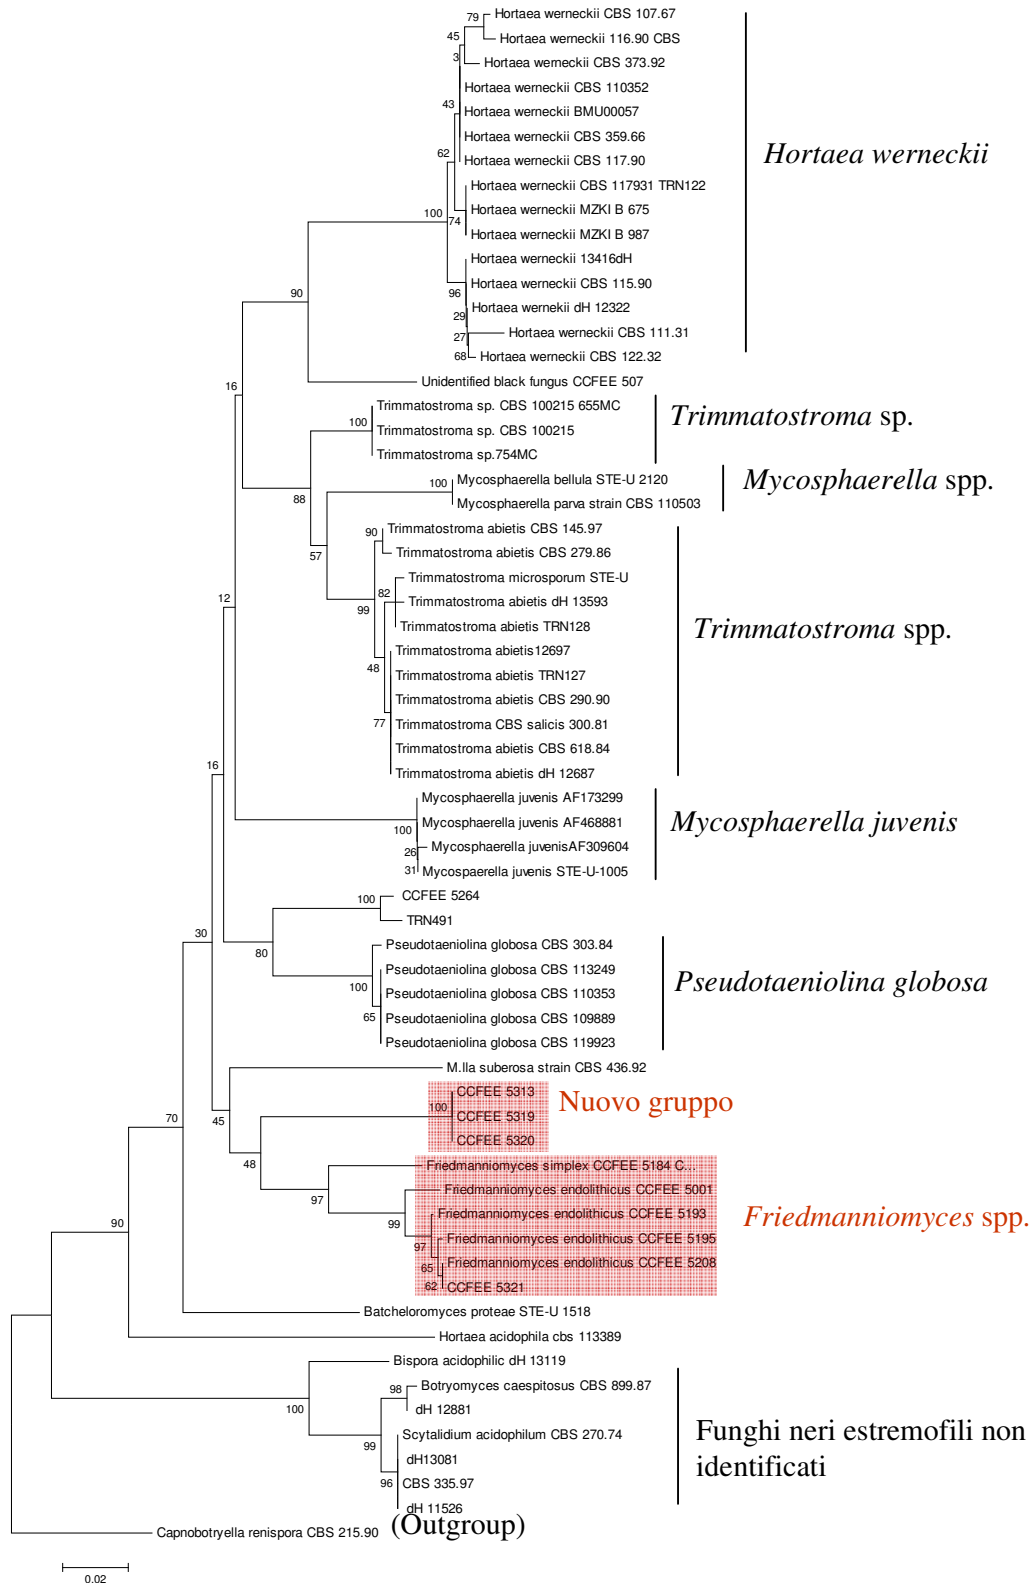 Hortaea werneckii CBS 107.67
79
Hortaea werneckii 116.90 CBS
45
3
Hortaea werneckii CBS 373.92
Hortaea werneckii CBS 110352
43
Hortaea werneckii BMU00057
Hortaea werneckii CBS 359.66
Hortaea werneckii
62
Hortaea werneckii CBS 117.90
Hortaea werneckii CBS 117931 TRN122
Hortaea werneckii MZKI B 675
100
74
Hortaea werneckii MZKI B 987
Hortaea werneckii 13416dH
Hortaea werneckii CBS 115.90
96
90
Hortaea wernekii dH 12322
29
Hortaea werneckii CBS 111.31
27
Hortaea werneckii CBS 122.32
68
Unidentified black fungus CCFEE 507
16
Trimmatostroma sp. CBS 100215 655MC
Trimmatostroma sp.
100
Trimmatostroma sp. CBS 100215
Trimmatostroma sp.754MC
Mycosphaerella bellula STE-U 2120
Mycosphaerella spp.
100
88
Mycosphaerella parva strain CBS 110503
Trimmatostroma abietis CBS 145.97
90
57
Trimmatostroma abietis CBS 279.86
Trimmatostroma microsporum STE-U
82
Trimmatostroma abietis dH 13593
12
99
Trimmatostroma abietis TRN128
Trimmatostroma spp.
Trimmatostroma abietis12697
48
Trimmatostroma abietis TRN127
Trimmatostroma abietis CBS 290.90
77
Trimmatostroma CBS salicis 300.81
Trimmatostroma abietis CBS 618.84
16
Trimmatostroma abietis dH 12687
Mycosphaerella juvenis AF173299
Mycosphaerella juvenis AF468881
Mycosphaerella juvenis
100
Mycosphaerella juvenisAF309604
26
Mycospaerella juvenis STE-U-1005
31
CCFEE 5264
100
TRN491
30
80
Pseudotaeniolina globosa CBS 303.84
Pseudotaeniolina globosa CBS 113249
Pseudotaeniolina globosa
100
Pseudotaeniolina globosa CBS 110353
65
Pseudotaeniolina globosa CBS 109889
Pseudotaeniolina globosa CBS 119923
M.lla suberosa strain CBS 436.92
CCFEE 5313
Nuovo gruppo
100
CCFEE 5319
70
45
CCFEE 5320
48
Friedmanniomyces simplex CCFEE 5184 C...
97
Friedmanniomyces endolithicus CCFEE 5001
Friedmanniomyces endolithicus CCFEE 5193
Friedmanniomyces spp.
99
90
Friedmanniomyces endolithicus CCFEE 5195
97
Friedmanniomyces endolithicus CCFEE 5208
65
CCFEE 5321
62
Batcheloromyces proteae STE-U 1518
Hortaea acidophila cbs 113389
Bispora acidophilic dH 13119
Botryomyces caespitosus CBS 899.87
98
100
dH 12881
Scytalidium acidophilum CBS 270.74
Funghi neri estremofili non
identificati
99
dH13081
CBS 335.97
96
dH 11526
Capnobotryella renispora CBS 215.90
(Outgroup)
0.02